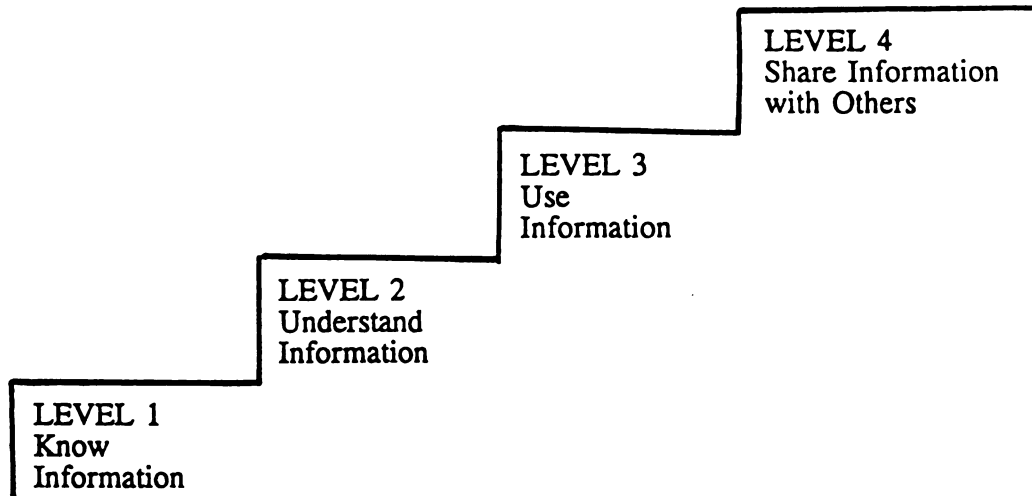 LEVEL 4
Share Information
with Others
LEVEL 3
Use
Information
LEVEL 2
Understand
Information
LEVEL 1
Know
Information